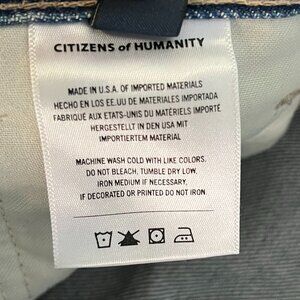 CITIZENS of HUMANITY
MADE IN U.S.A. OF IMPORTED MATERIALS
HECHO EN LOS EE.UU DE MATERIALES IMPORTADA
FABRIQUÉ AUX ETATS-UNIS DU MATÉRIELS IMPORTÉ
HERGESTELLT IN DEN USA MIT
IMPORTIERTEM MATERIAL
MACHINE WASH COLD WITH LIKE COLORS.
DO NOT BLEACH, TUMBLE DRY LOW.
IRON MEDIUM IF NECESSARY;
IF DECORATED OR PRINTED DO NOT IRON.